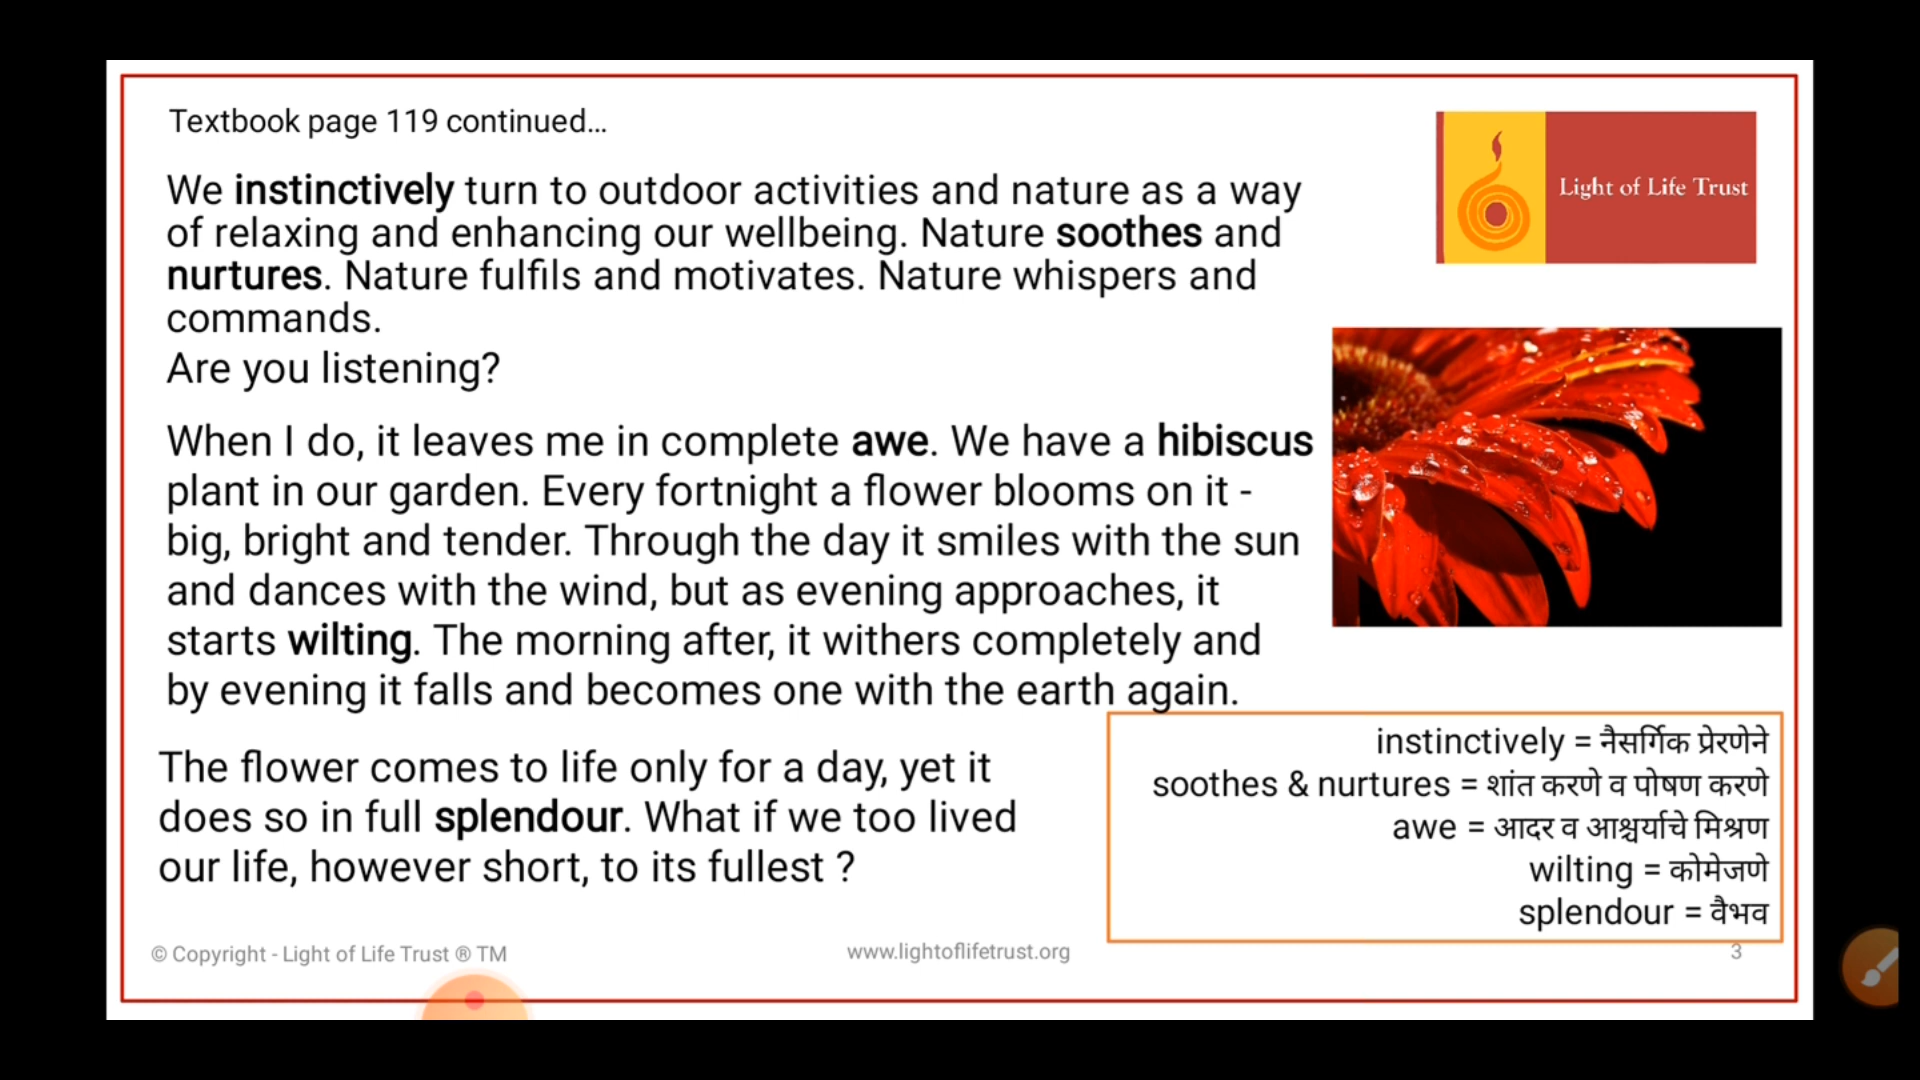 Textbook page 119 continued...
Light of Life Trust
We instinctively turn to outdoor activities and nature as a way
of relaxing and enhancing our wellbeing. Nature soothes and
nurtures. Nature fulfils and motivates. Nature whispers and
commands.
Are you listening?
When I do, it leaves me in complete awe. We have a hibiscus
plant in our garden. Every fortnight a flower blooms on it -
big, bright and tender. Through the day it smiles with the sun
and dances with the wind, but as evening approaches, it
starts wilting. The morning after, it withers completely and
by evening it falls and becomes one with the earth again.
The flower comes to life only for a day, yet it
does so in full splendour. What if we too lived
our life, however short, to its fullest ?
instinctively = नैसर्गिक प्रेरणेने
soothes & nurtures = शांत करणे व पोषण करणे
awe = आदर व आश्चर्याचे मिश्रण
wilting = कोमेजणे
splendour = वैभव
© Copyright - Light of Life Trust ® TM
www.lightoflifetrust.org
3